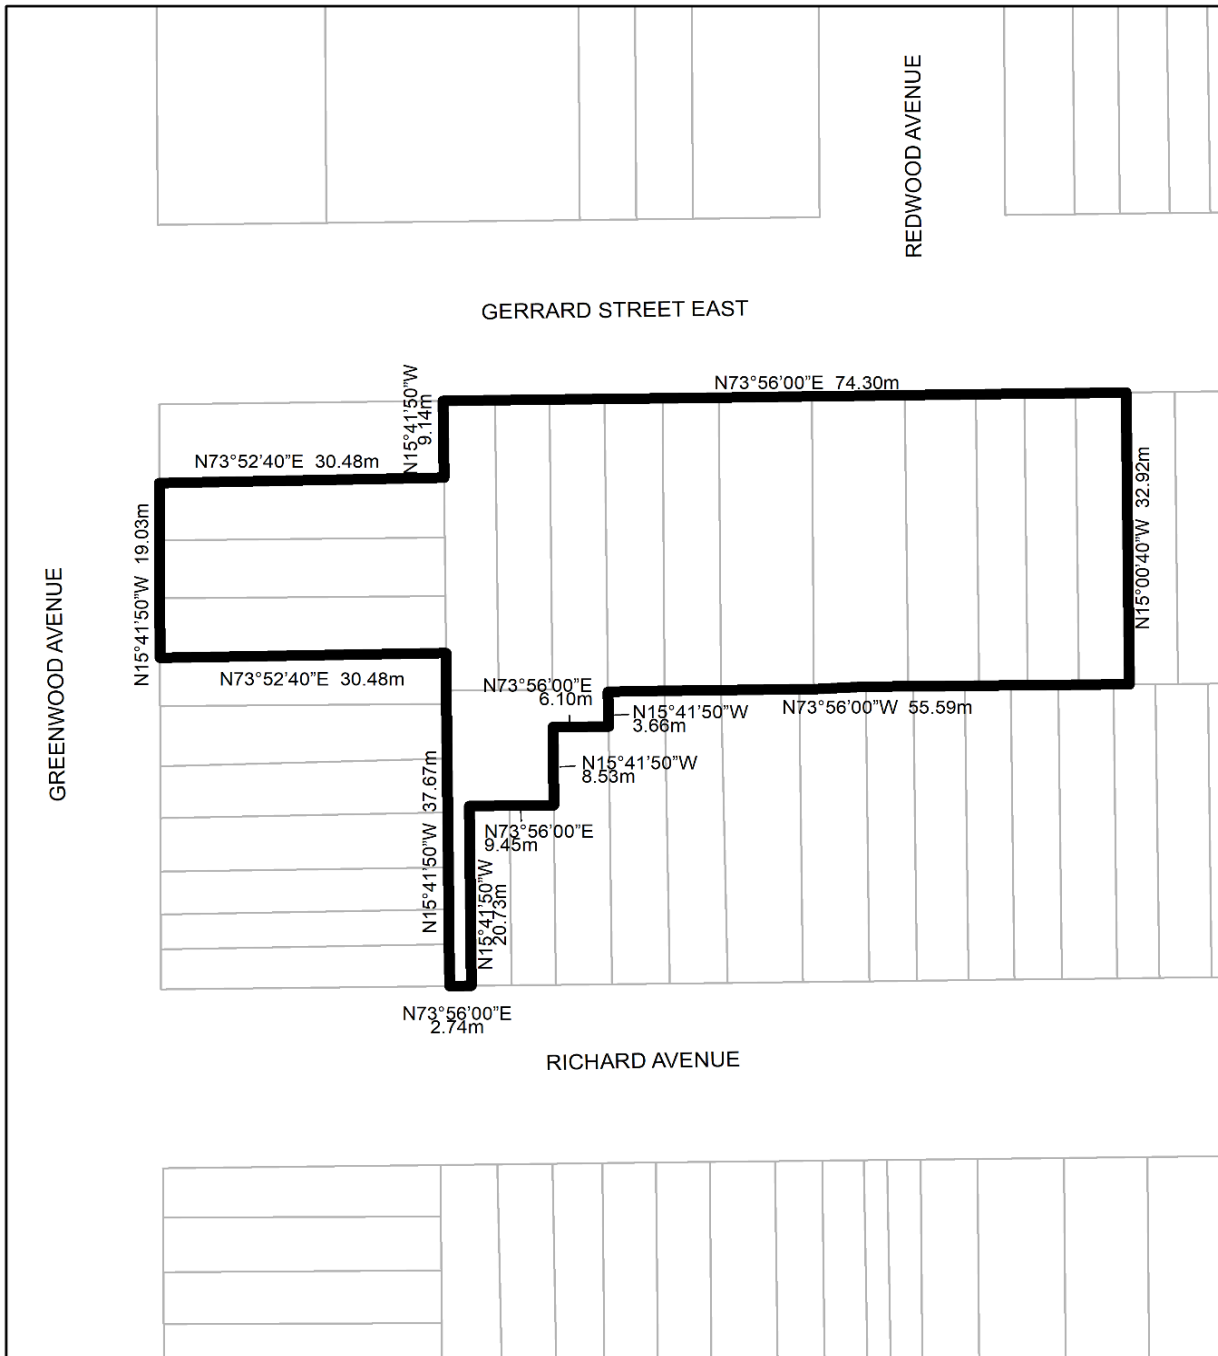 REDWOOD AVENUE
GERRARD STREET EAST
N73°56'00"E 74.30m
N15°41'50"W
9.14m
N73°52'40"E 30.48m
N15°41'50"W 19.03m
N15°00'40"W 32.92m
GREENWOOD AVENUE
N73°52'40"E 30.48m
N73°56'00"E
6.10m
N15°41'50"W
3.66m
N73°56'00"W 55.59m
N15°41'50"W
8.53m
N15°41'50"W 37.67m
N73°56'00"E
9.45m
N15°41'50"W
20.73m
N73°56'00"E
2.74m
RICHARD AVENUE